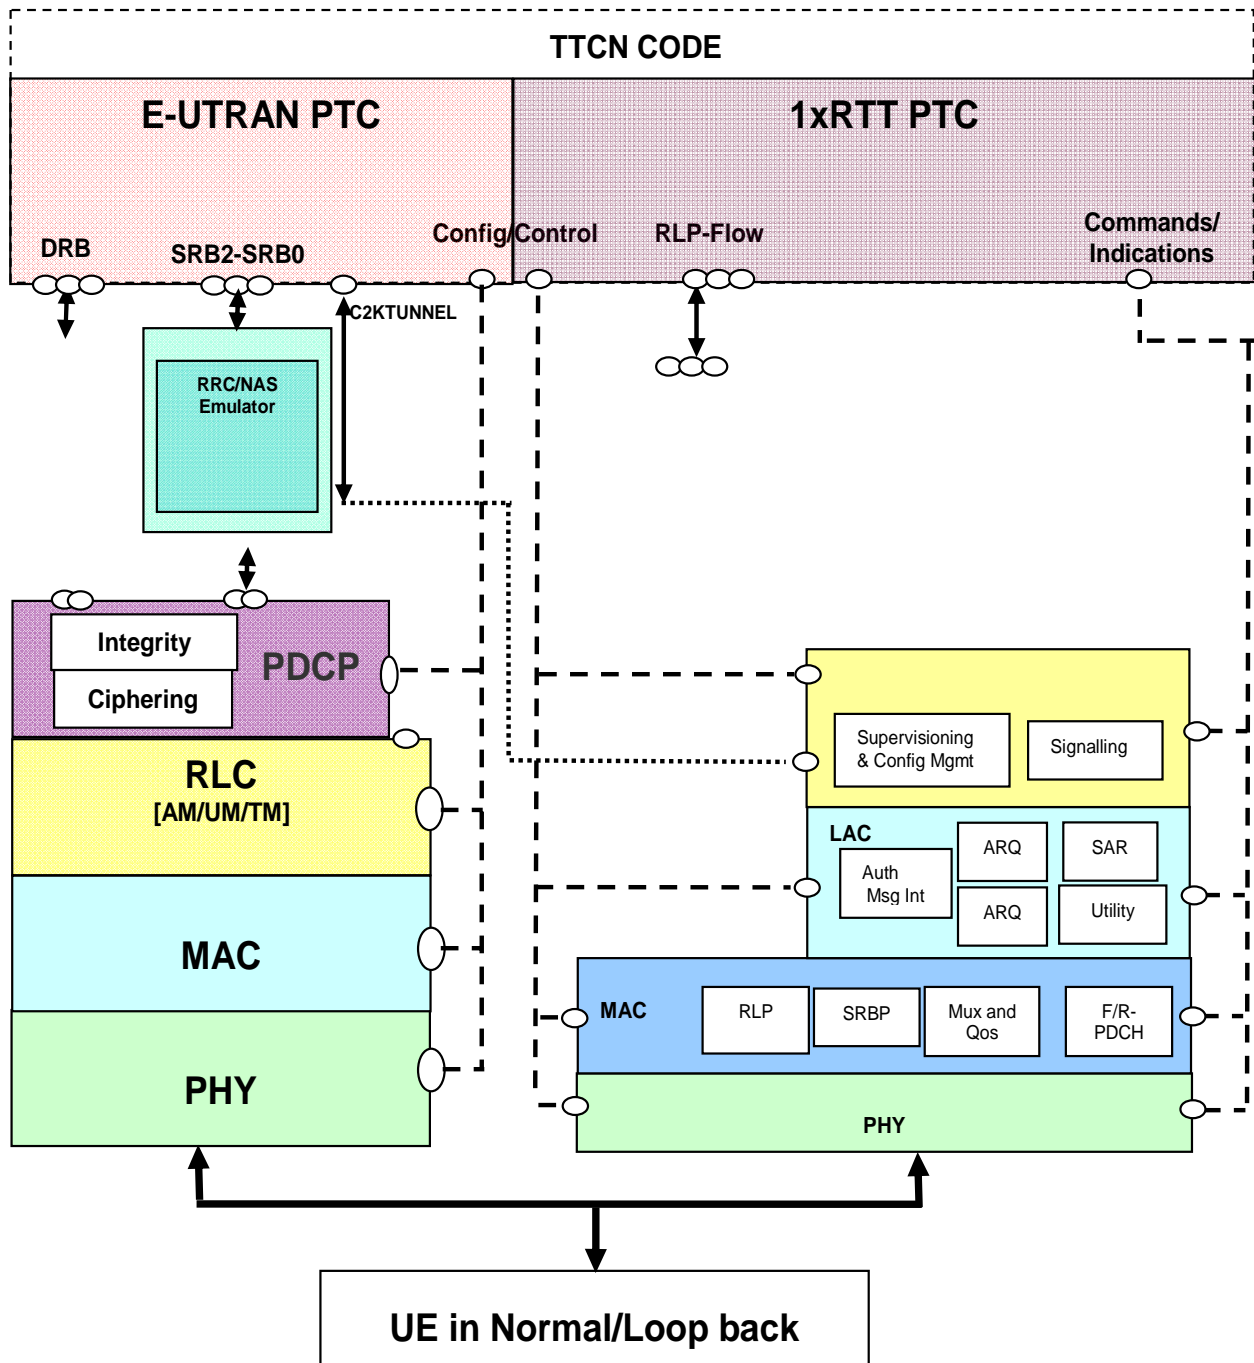 TTCN CODE
E-UTRAN PTC
1xRTT PTC
DRB
SRB2-SRB0
Config/Control
RLP-Flow
Commands/
Indications
C2KTUNNEL
RRC/NAS
Emulator
Integrity
Ciphering
PDCP
RLC
[AM/UM/TM]
MAC
PHY
Supervisioning
& Config Mgmt
Signalling
LAC
Auth
Msg Int
ARQ
SAR
ARQ
Utility
MAC
RLP
SRBP
Mux and
Qos
F/R-
PDCH
PHY
UE in Normal/Loop back